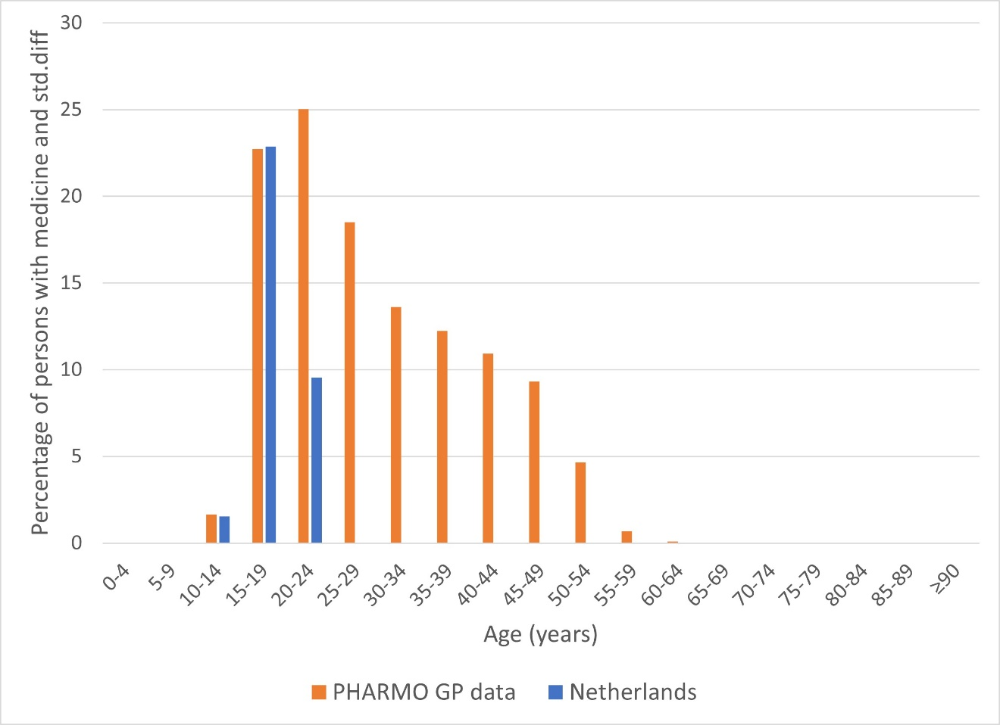 Percentage of persons with medicine and std.diff
30
25
20
15
10
5
0
0-4 5-9 10-14 15-19 20-24 25-29 30-34 35-39 40-44 45-49 50-54 55-59 60-64 65-69 70-74 75-79 80-84 85-89 ≥90
Age (years)
PHARMO GP data Netherlands